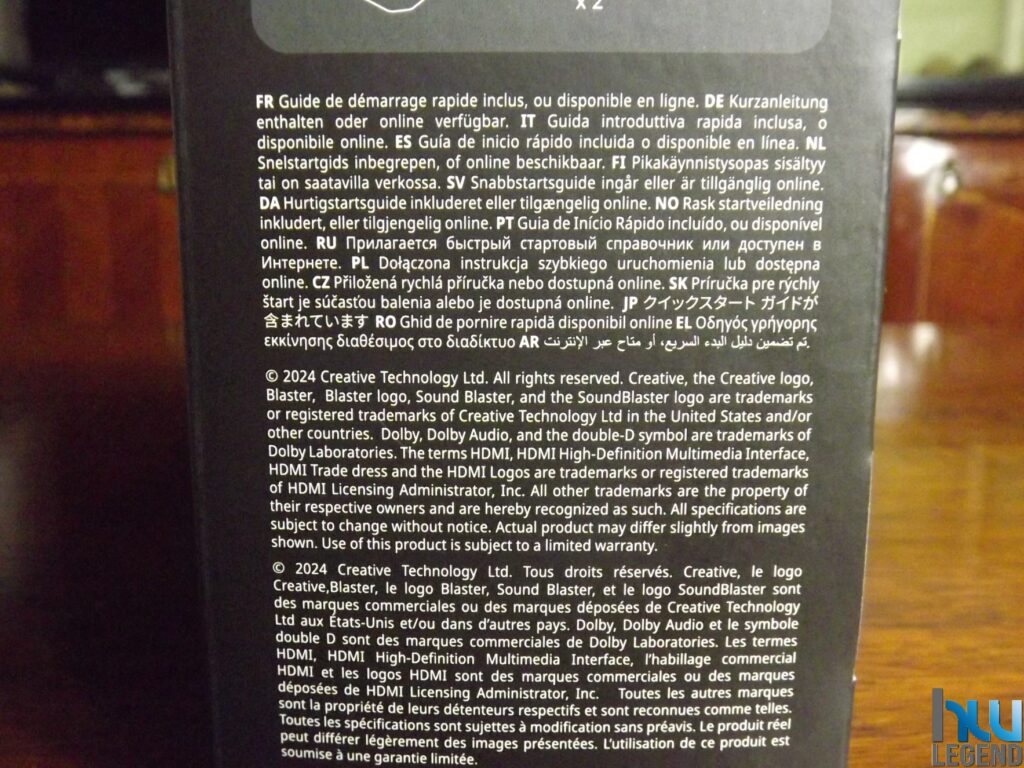 x 2
FR Guide de démarrage rapide inclus, ou disponible en ligne. DE Kurzanleitung
enthalten oder online verfügbar. IT Guida introduttiva rapida inclusa, o
disponibile online. ES Guía de inicio rápido incluida o disponible en línea. NL
Snelstartgids inbegrepen, of online beschikbaar. FI Pikakäynnistysopas sisältyy
tai on saatavilla verkossa. SV Snabbstartsguide ingår eller är tillgänglig online.
DA Hurtigstartsguide inkluderet eller tilgængelig online. NO Rask startveiledning
inkludert, eller tilgjengelig online. PT Guia de Início Rápido incluído, ou disponível
online. RU Прилагается быстрый стартовый справочник или доступен в
Интернете. PL Dołączona instrukcja szybkiego uruchomienia lub dostępna
online. CZ Přiložená rychlá příručka nebo dostupná online. SK Príručka pre rýchly
štart je súčasťou balenia alebo je dostupná online. JP クイックスタート ガイドが
含まれています RO Ghid de pornire rapidă disponibil online EL Οδηγός γρήγορης
εκκίνησης διαθέσιμος στο διαδίκτυο AR تم تضمين دليل البدء السريع، أو متاح عبر الإنترنت.
© 2024 Creative Technology Ltd. All rights reserved. Creative, the Creative logo,
Blaster, Blaster logo, Sound Blaster, and the SoundBlaster logo are trademarks
or registered trademarks of Creative Technology Ltd in the United States and/or
other countries. Dolby, Dolby Audio, and the double-D symbol are trademarks of
Dolby Laboratories. The terms HDMI, HDMI High-Definition Multimedia Interface,
HDMI Trade dress and the HDMI Logos are trademarks or registered trademarks
of HDMI Licensing Administrator, Inc. All other trademarks are the property of
their respective owners and are hereby recognized as such. All specifications are
subject to change without notice. Actual product may differ slightly from images
shown. Use of this product is subject to a limited warranty.
© 2024 Creative Technology Ltd. Tous droits réservés. Creative, le logo
Creative,Blaster, le logo Blaster, Sound Blaster, et le logo SoundBlaster sont
des marques commerciales ou des marques déposées de Creative Technology
Ltd aux États-Unis et/ou dans d'autres pays. Dolby, Dolby Audio et le symbole
double D sont des marques commerciales de Dolby Laboratories. Les termes
HDMI, HDMI High-Definition Multimedia Interface, l'habillage commercial
HDMI et les logos HDMI sont des marques commerciales ou des marques
déposées de HDMI Licensing Administrator, Inc. Toutes les autres marques
sont la propriété de leurs détenteurs respectifs et sont reconnues comme telles.
Toutes les spécifications sont sujettes à modification sans préavis. Le produit réel
peut différer légèrement des images présentées. L'utilisation de ce produit est
soumise à une garantie limitée.
hw
LEGEND